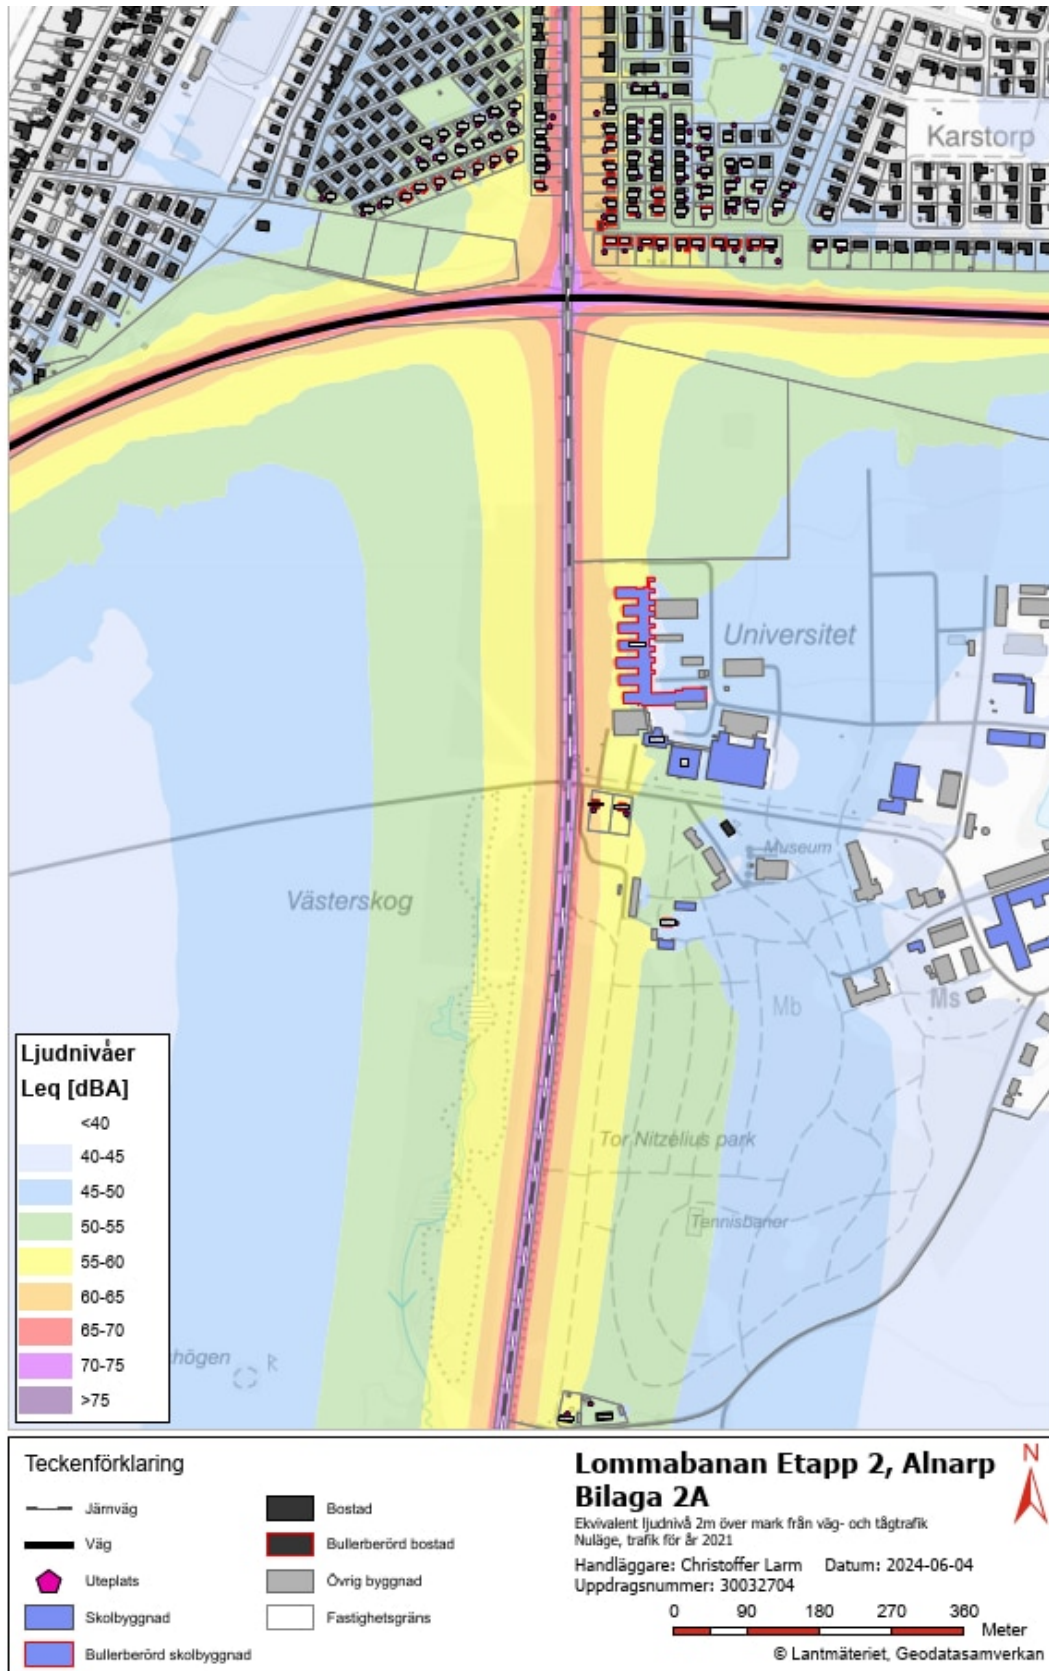 Karstorp
Universitet
Museum
Västerskog
Mb
Ms
Tor Nitzelius park
Tennisbanor
högen
R
Ljudnivåer
Leq [dBA]
<40
40-45
45-50
50-55
55-60
60-65
65-70
70-75
>75
Teckenförklaring
Järnväg
Väg
Uteplats
Skolbyggnad
Bullerberörd skolbyggnad
Bostad
Bullerberörd bostad
Övrig byggnad
Fastighetsgräns
Lommabanan Etapp 2, Alnarp
Bilaga 2A
Ekvivalent ljudnivå 2m över mark från väg- och tågtrafik
Nuläge, trafik för år 2021
Handläggare: Christoffer Larm Datum: 2024-06-04
Uppdragsnummer: 30032704
N
0 90 180 270 360
Meter
© Lantmäteriet, Geodatasamverkan